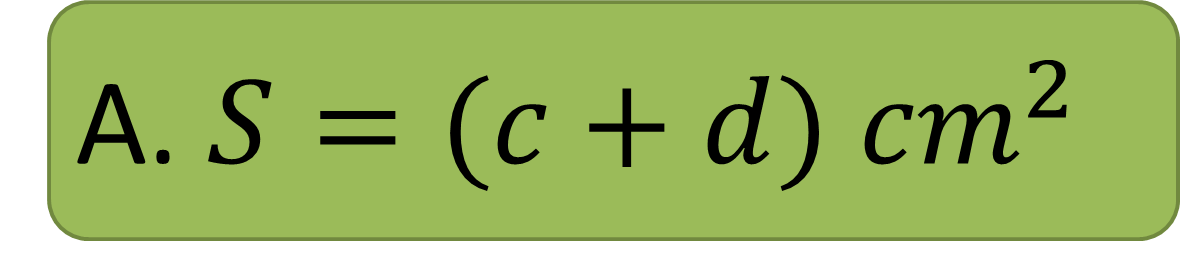 A. S = (c + d) cm²